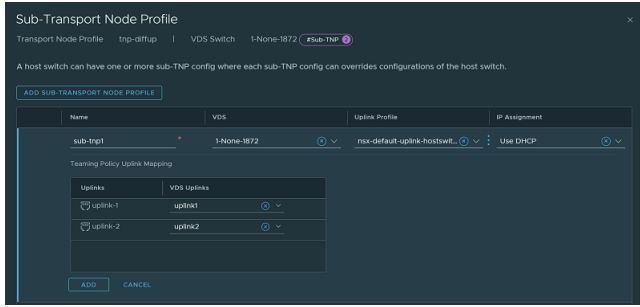 Sub-Transport Node Profile
Transport Node Profile tnp-diffup | VDS Switch 1-None-1872 #Sub-TNP 2
A host switch can have one or more sub-TNP config where each sub-TNP config can overrides configurations of the host switch.
ADD SUB-TRANSPORT NODE PROFILE
Name VDS Uplink Profile IP Assignment
sub-tnp1 * 1-None-1872 nsx-default-uplink-hostswit... Use DHCP
Teaming Policy Uplink Mapping
Uplinks VDS Uplinks
uplink-1 uplink1
uplink-2 uplink2
ADD CANCEL